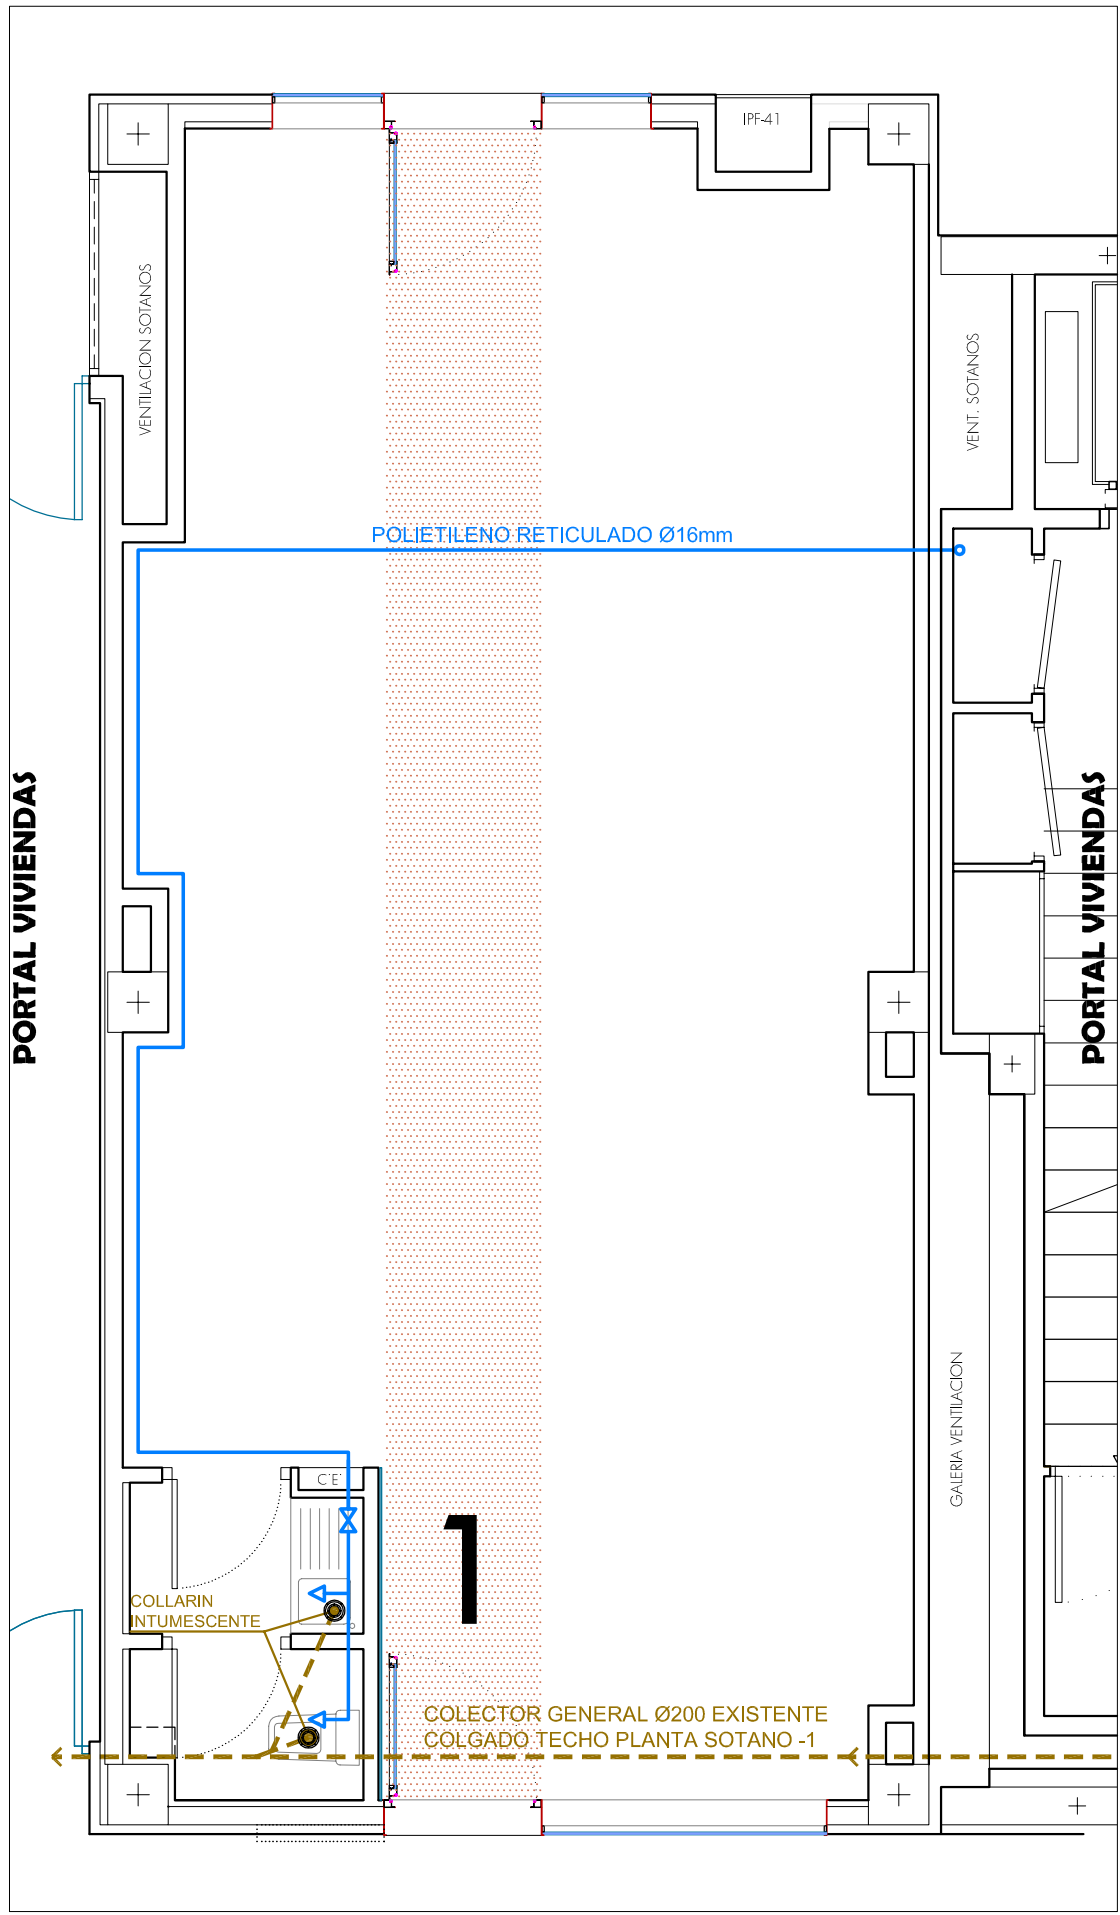 IPF-41
VENTILACION SOTANOS
VENT. SOTANOS
POLIETILENO RETICULADO Ø16mm
PORTAL VIVIENDAS
PORTAL VIVIENDAS
GALERIA VENTILACION
C'E'
1
COLLARIN
INTUMESCENTE
COLECTOR GENERAL Ø200 EXISTENTE
COLGADO TECHO PLANTA SOTANO -1